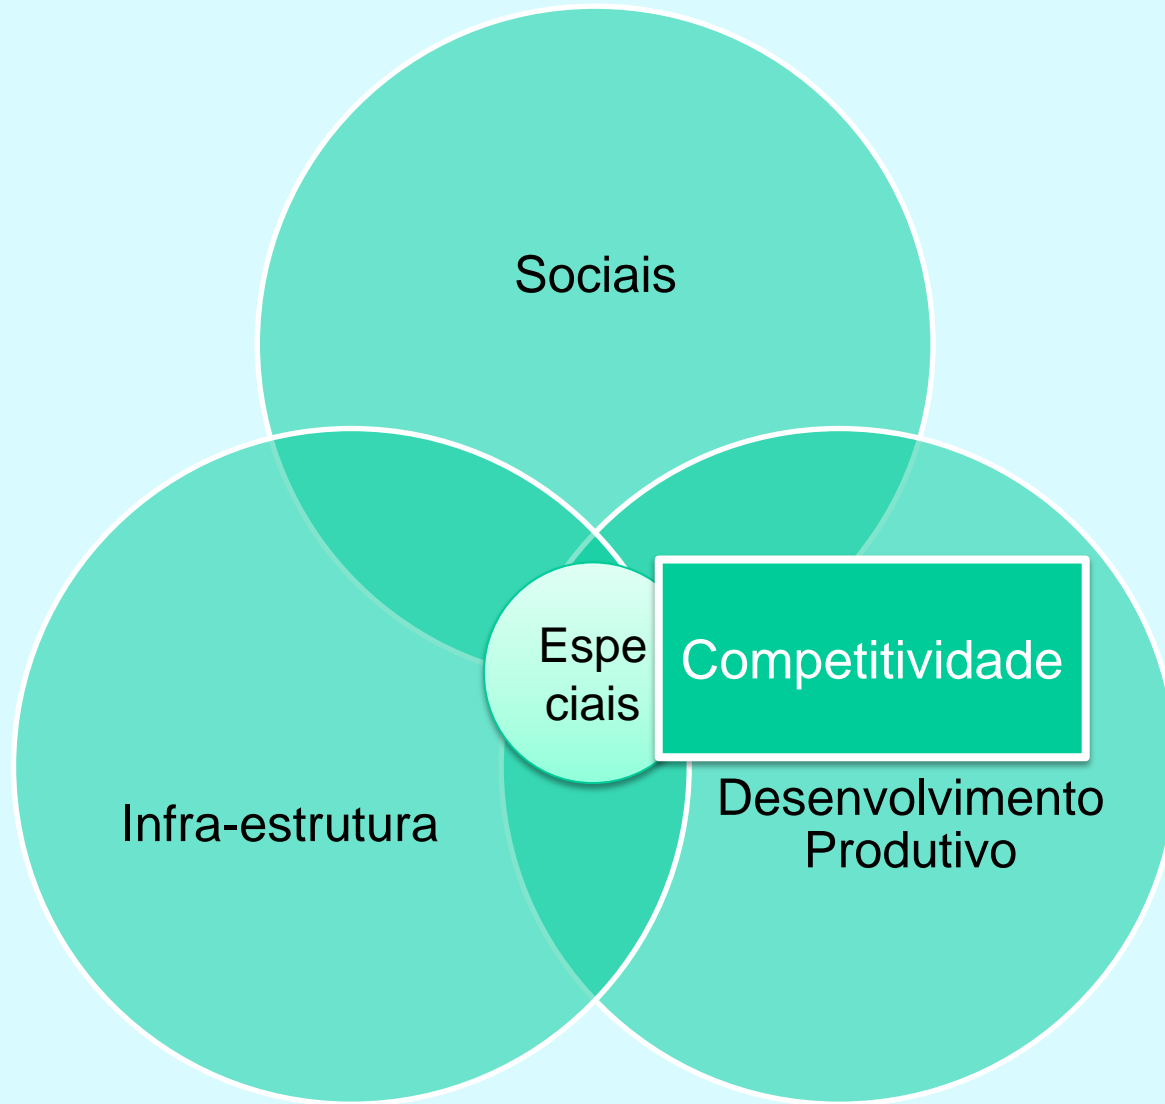 Sociais
Espe
ciais
Competitividade
Infra-estrutura
Desenvolvimento
Produtivo